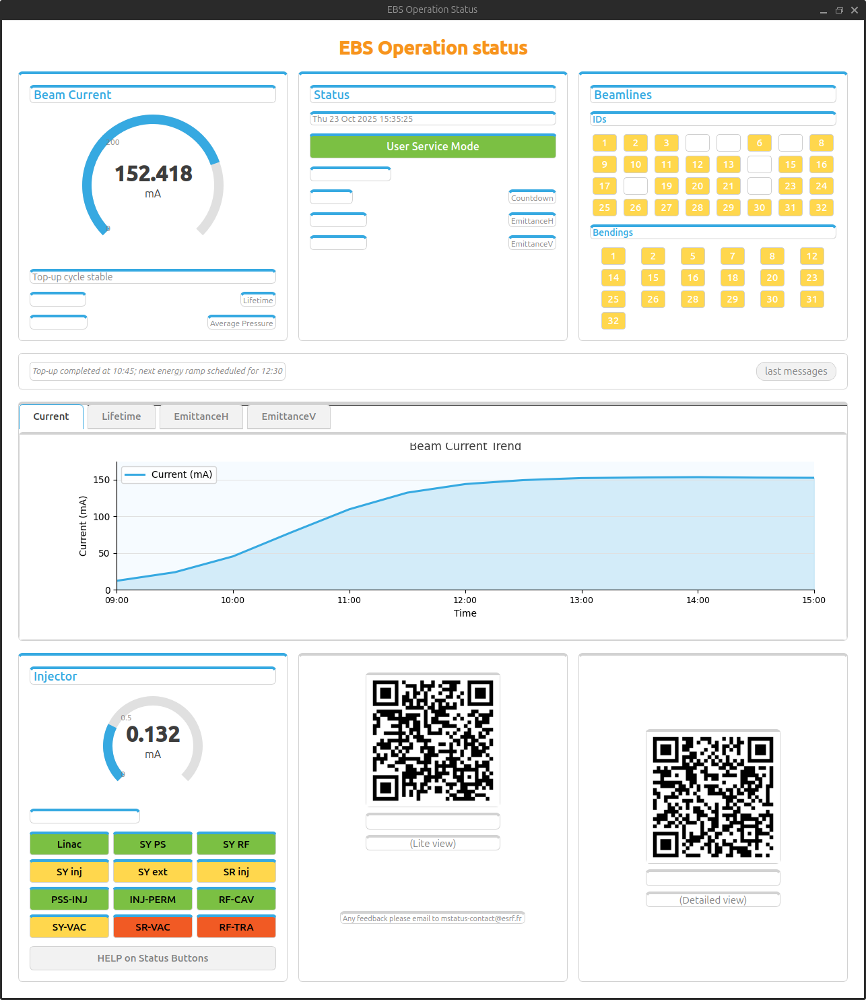 EBS Operation Status
EBS Operation status
Beam Current
200
152.418
mA
0
Top-up cycle stable
Lifetime
Average Pressure
Status
Thu 23 Oct 2025 15:35:25
User Service Mode
Countdown
EmittanceH
EmittanceV
Beamlines
IDs
1 2 3 6 8
9 10 11 12 13 15 16
17 19 20 21 23 24
25 26 27 28 29 30 31 32
Bendings
1 2 5 7 8 12
14 15 16 18 20 23
25 26 28 29 30 31
32
Top-up completed at 10:45; next energy ramp scheduled for 12:30
last messages
Current Lifetime EmittanceH EmittanceV
Beam Current Trend
Current (mA)
Current (mA)
150
100
50
0
09:00 10:00 11:00 12:00 13:00 14:00 15:00
Time
Injector
0.5
0.132
mA
0
Linac SY PS SY RF
SY inj SY ext SR inj
PSS-INJ INJ-PERM RF-CAV
SY-VAC SR-VAC RF-TRA
HELP on Status Buttons
(Lite view)
Any feedback please email to mstatus-contact@esrf.fr
(Detailed view)